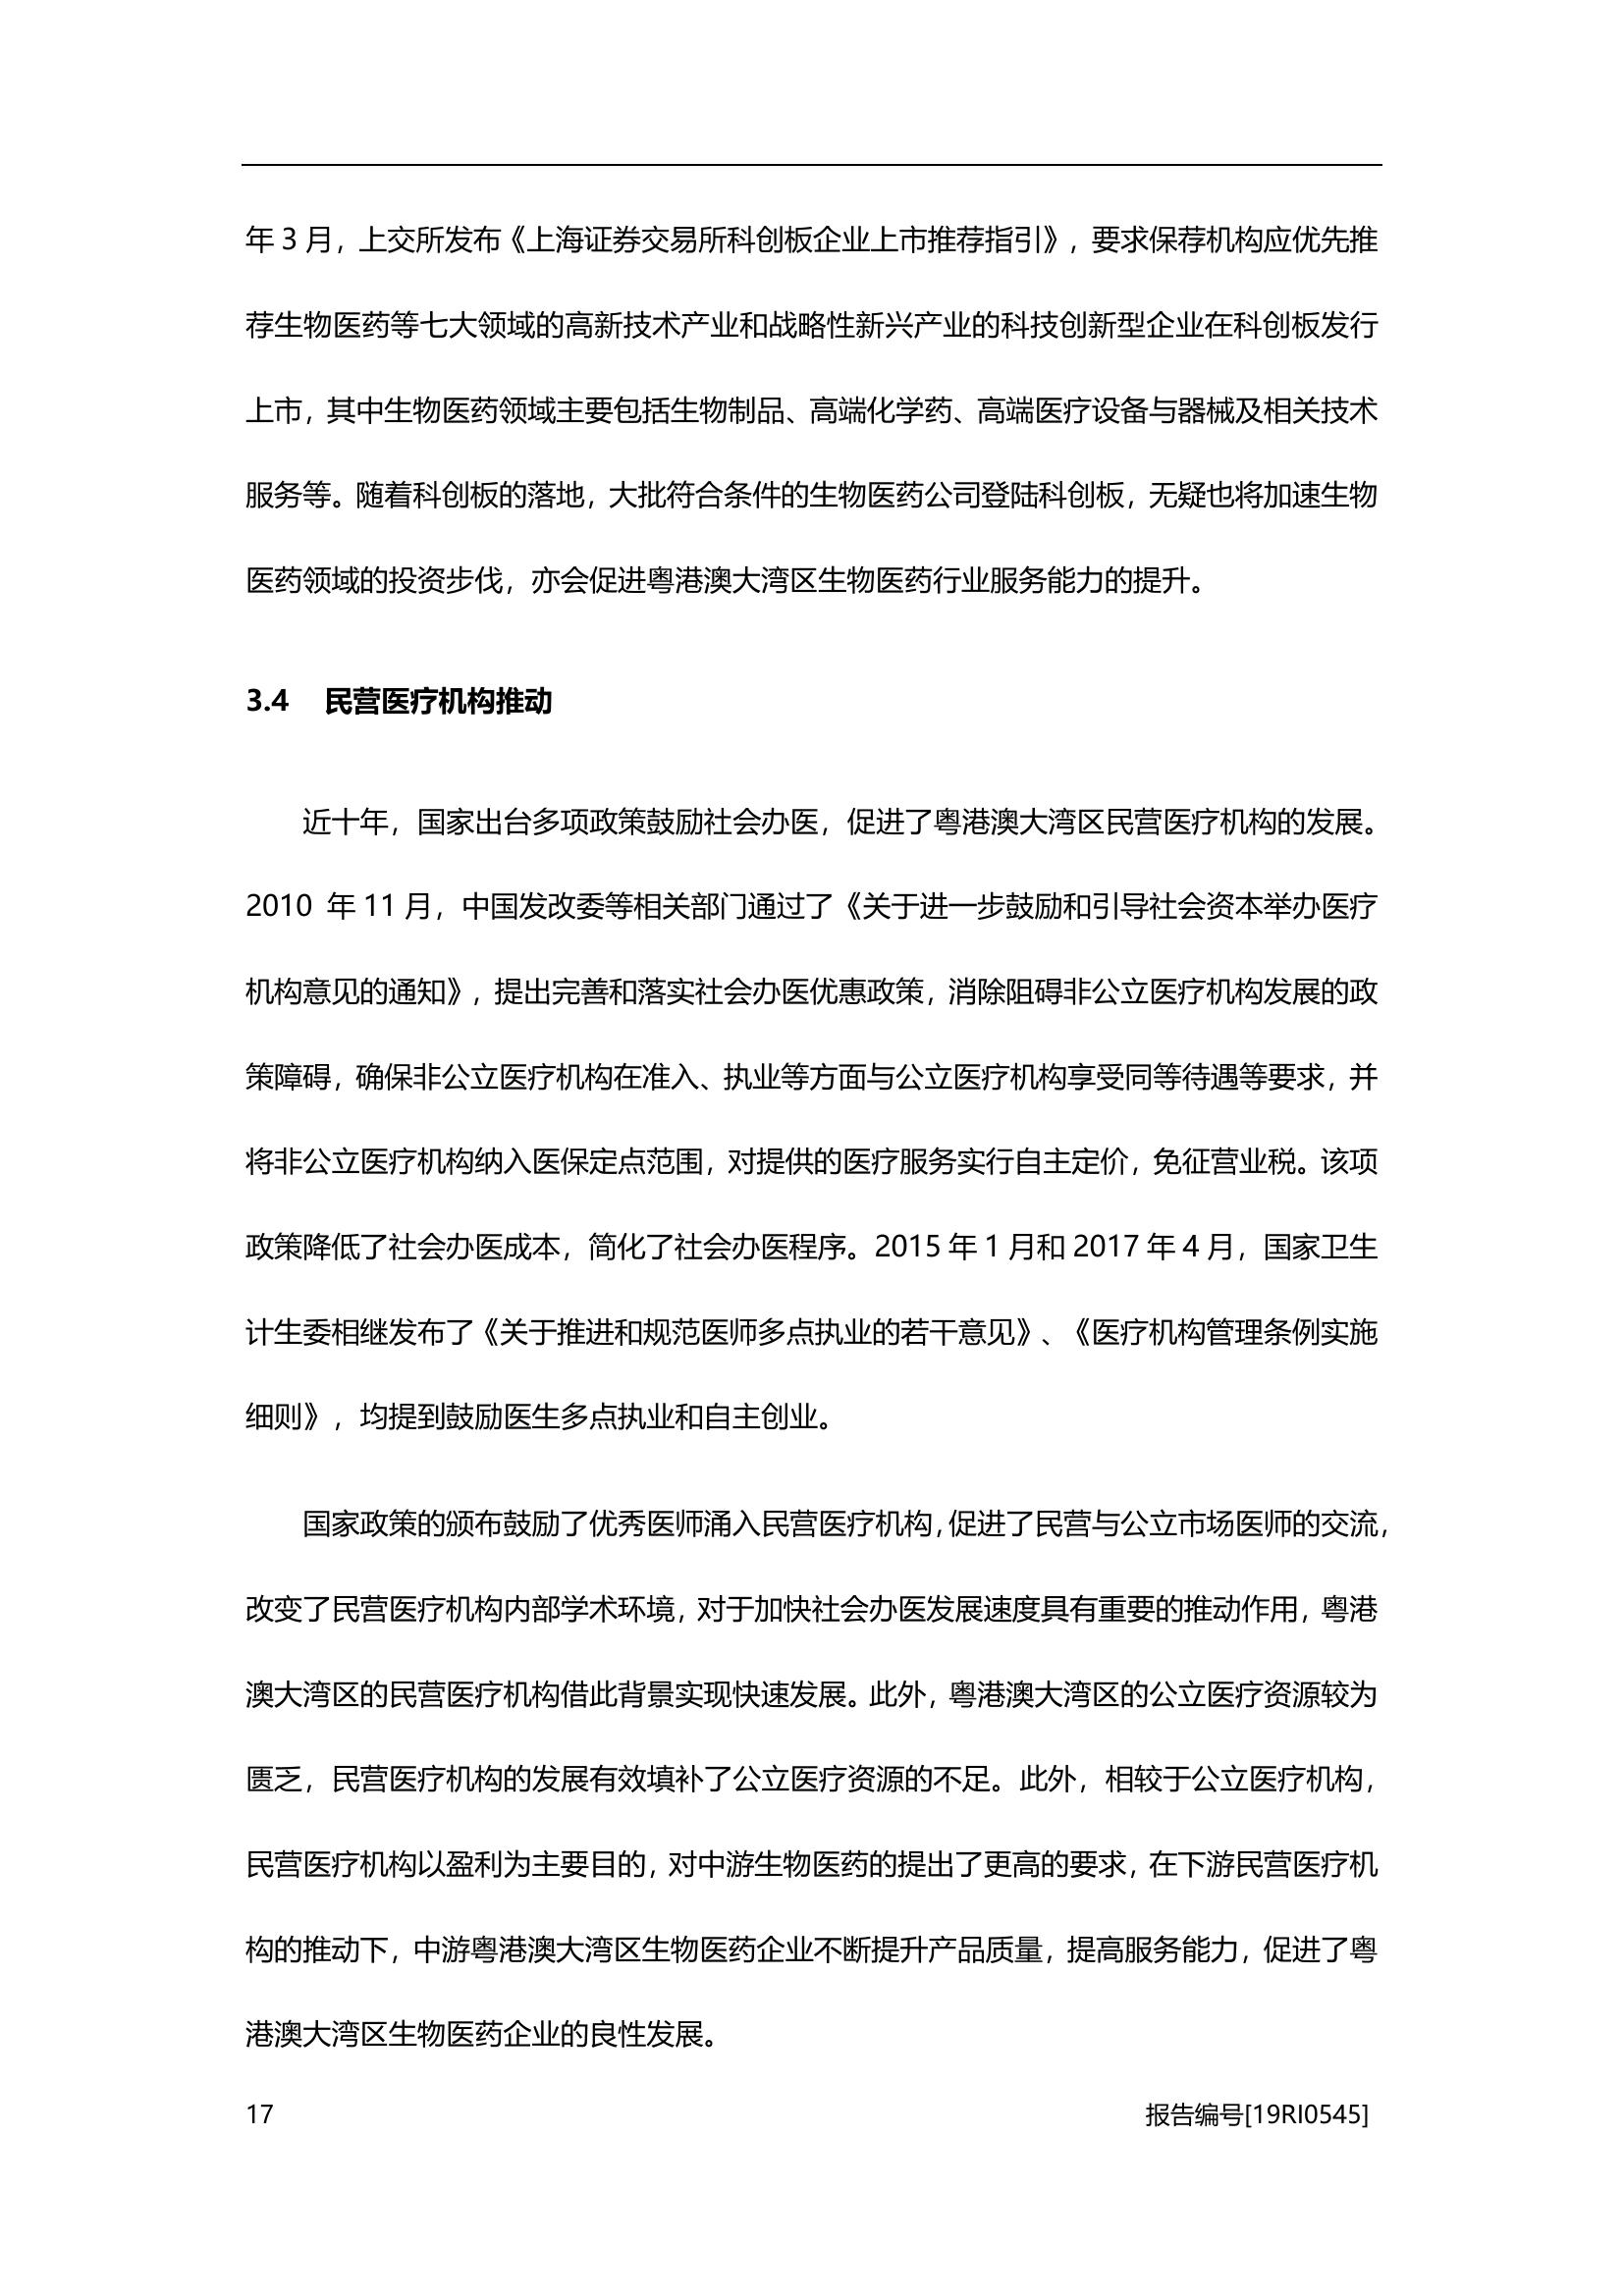 年 3 月，上交所发布《上海证券交易所科创板企业上市推荐指引》，要求保荐机构应优先推
荐生物医药等七大领域的高新技术产业和战略性新兴产业的科技创新型企业在科创板发行
上市，其中生物医药领域主要包括生物制品、高端化学药、高端医疗设备与器械及相关技术
服务等。随着科创板的落地，大批符合条件的生物医药公司登陆科创板，无疑也将加速生物
医药领域的投资步伐，亦会促进粤港澳大湾区生物医药行业服务能力的提升。
3.4 民营医疗机构推动
近十年，国家出台多项政策鼓励社会办医，促进了粤港澳大湾区民营医疗机构的发展。
2010 年 11 月，中国发改委等相关部门通过了《关于进一步鼓励和引导社会资本举办医疗
机构意见的通知》，提出完善和落实社会办医优惠政策，消除阻碍非公立医疗机构发展的政
策障碍，确保非公立医疗机构在准入、执业等方面与公立医疗机构享受同等待遇等要求，并
将非公立医疗机构纳入医保定点范围，对提供的医疗服务实行自主定价，免征营业税。该项
政策降低了社会办医成本，简化了社会办医程序。2015 年 1 月和 2017 年 4 月，国家卫生
计生委相继发布了《关于推进和规范医师多点执业的若干意见》、《医疗机构管理条例实施
细则》，均提到鼓励医生多点执业和自主创业。
国家政策的颁布鼓励了优秀医师涌入民营医疗机构，促进了民营与公立市场医师的交流，
改变了民营医疗机构内部学术环境，对于加快社会办医发展速度具有重要的推动作用，粤港
澳大湾区的民营医疗机构借此背景实现快速发展。此外，粤港澳大湾区的公立医疗资源较为
匮乏，民营医疗机构的发展有效填补了公立医疗资源的不足。此外，相较于公立医疗机构，
民营医疗机构以盈利为主要目的，对中游生物医药的提出了更高的要求，在下游民营医疗机
构的推动下，中游粤港澳大湾区生物医药企业不断提升产品质量，提高服务能力，促进了粤
港澳大湾区生物医药企业的良性发展。
17 报告编号[19RI0545]